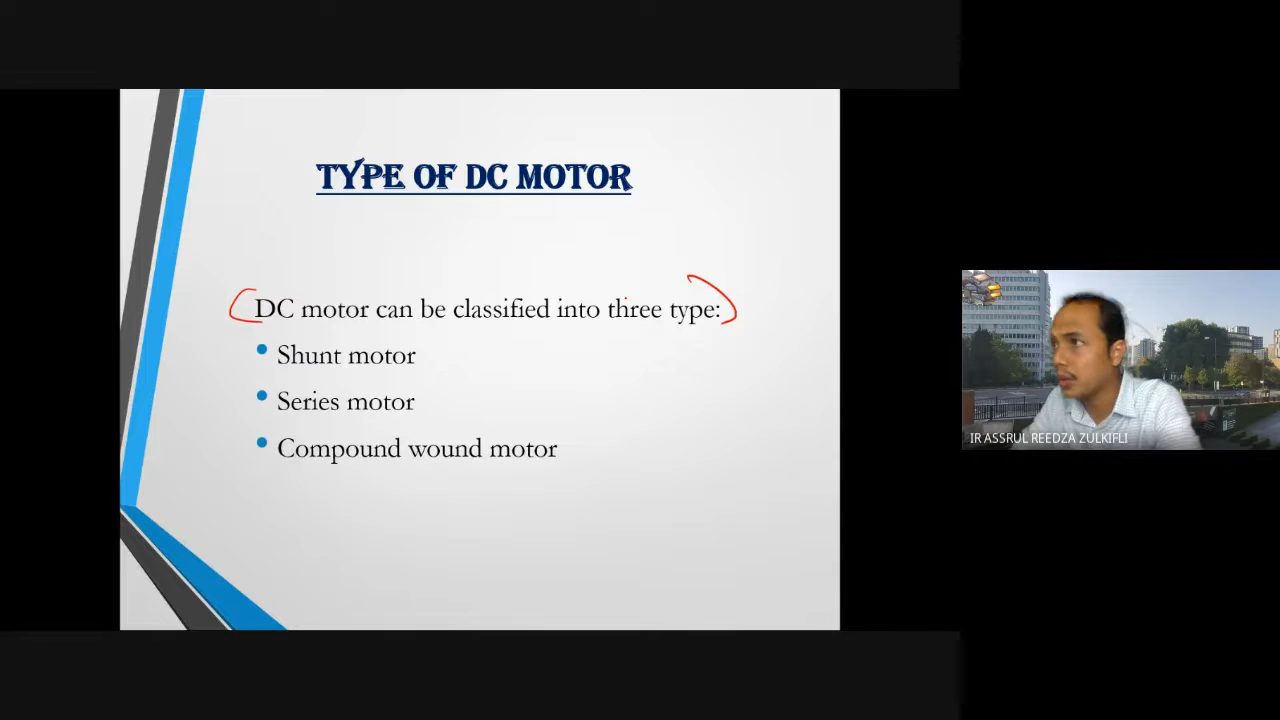 TYPE OF DC MOTOR
DC motor can be classified into three type:
Shunt motor
Series motor
Compound wound motor
IR ASSRUL REEDZA ZULKIFLI